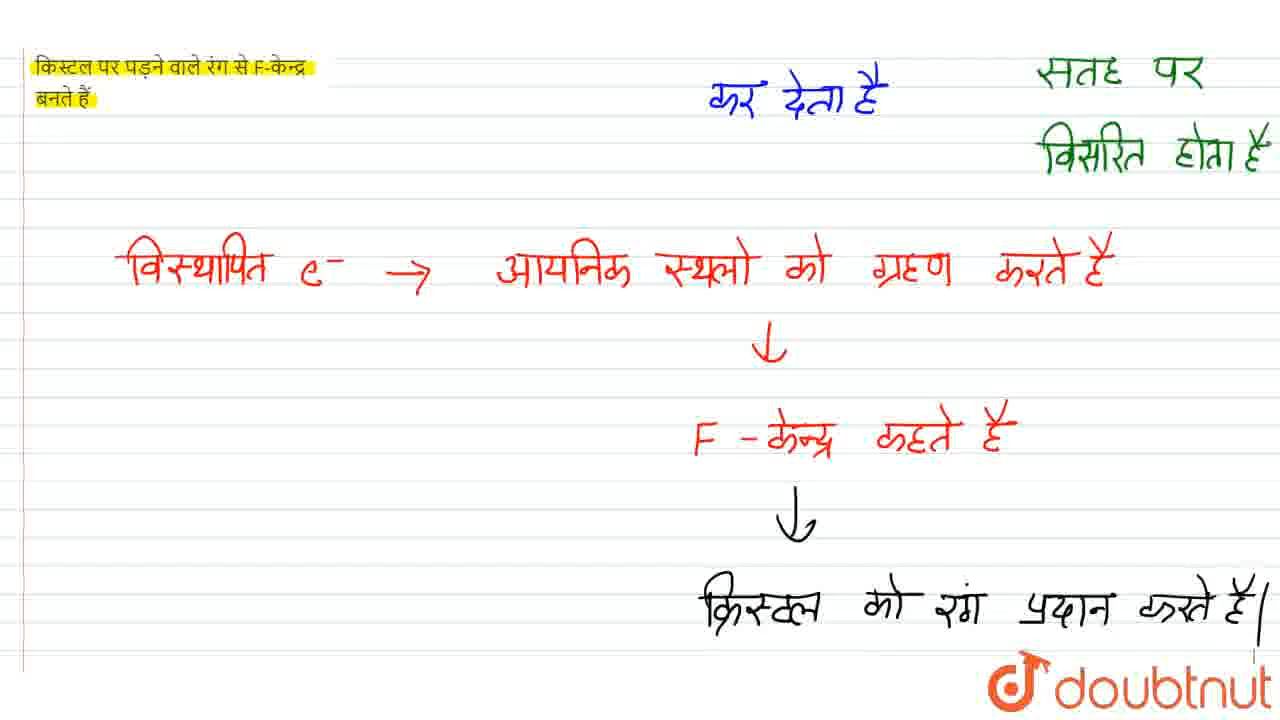 किस्टल पर पड़ने वाले रंग से F-केन्द्र
बनते हैं
कर देता है
सतह पर
विसरित होता है
विस्थापित e⁻ → आयनिक स्थलो को ग्रहण करते है
↓
F - केन्द्र कहते है
↓
क्रिस्टल को रंग प्रदान करते है|
doubtnut